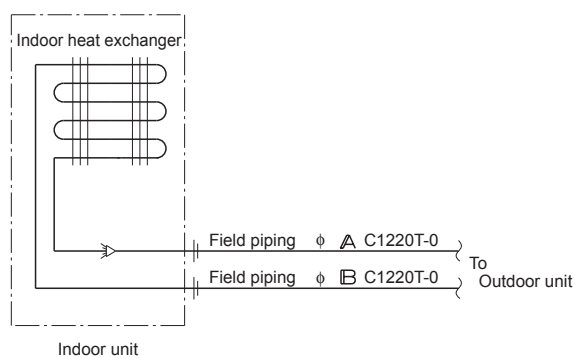 Indoor heat exchanger
Field piping ϕ A C1220T-0
Field piping ϕ B C1220T-0
To
Outdoor unit
Indoor unit